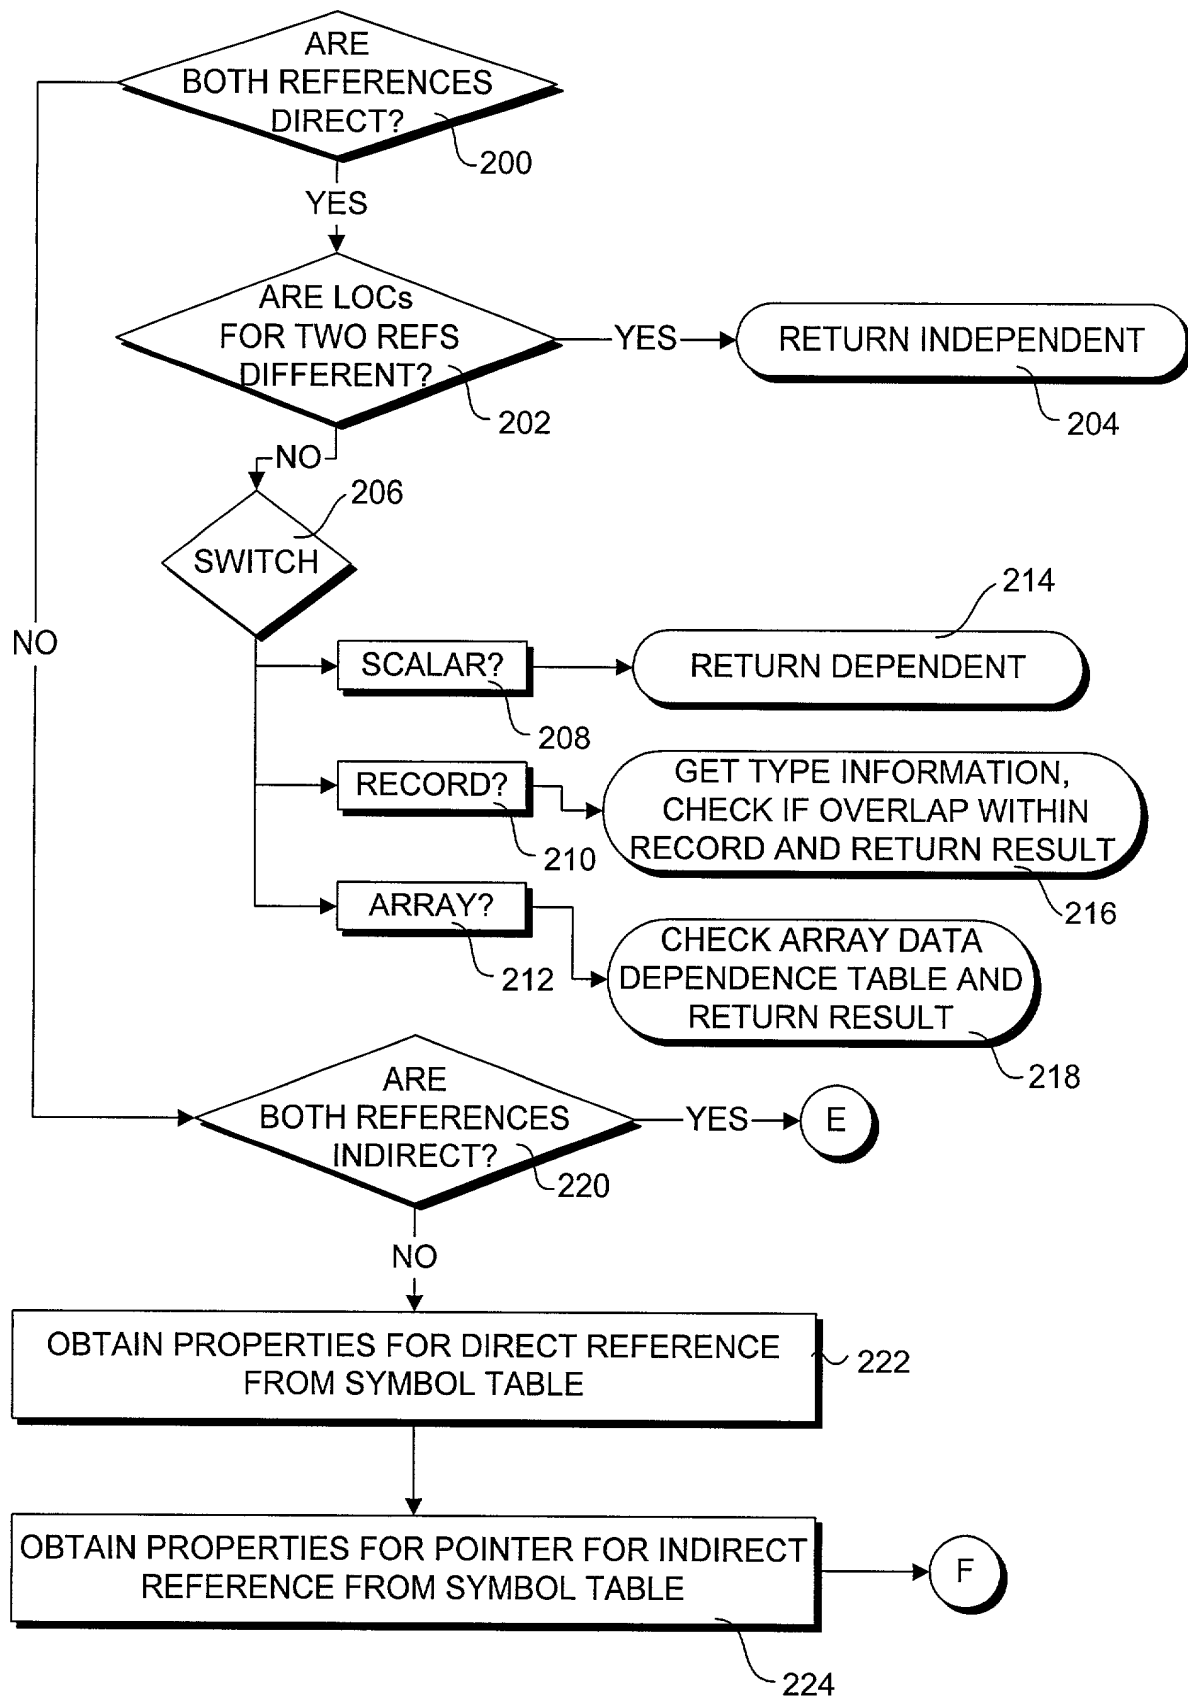 ARE
BOTH REFERENCES
DIRECT?
200
YES
ARE LOCs
FOR TWO REFS
DIFFERENT?
202
YES
RETURN INDEPENDENT
204
NO
206
SWITCH
NO
214
SCALAR?
208
RETURN DEPENDENT
RECORD?
210
GET TYPE INFORMATION,
CHECK IF OVERLAP WITHIN
RECORD AND RETURN RESULT
216
ARRAY?
212
CHECK ARRAY DATA
DEPENDENCE TABLE AND
RETURN RESULT
218
ARE
BOTH REFERENCES
INDIRECT?
220
YES
E
NO
OBTAIN PROPERTIES FOR DIRECT REFERENCE
FROM SYMBOL TABLE
222
OBTAIN PROPERTIES FOR POINTER FOR INDIRECT
REFERENCE FROM SYMBOL TABLE
224
F